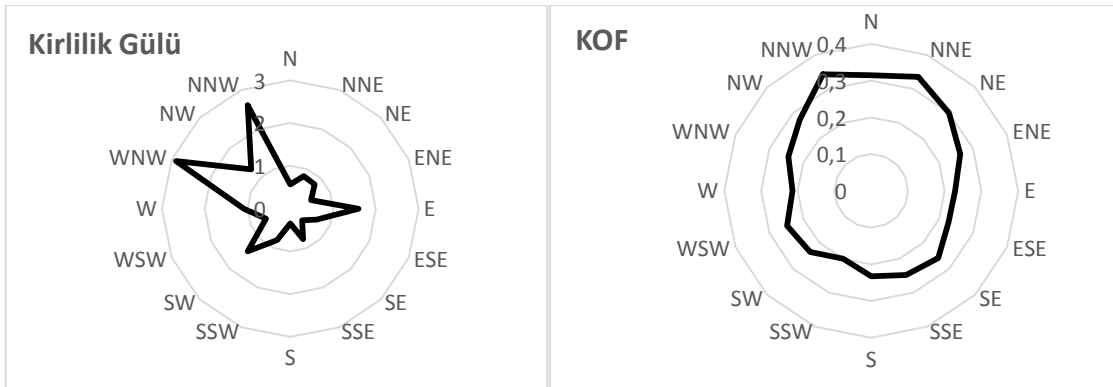 Kirlilik Gülü
N
NNE
NE
ENE
E
ESE
SE
SSE
S
SSW
SW
WSW
W
WNW
NW
NNW
3
2
1
0
KOF
N
NNE
NE
ENE
E
ESE
SE
SSE
S
SSW
SW
WSW
W
WNW
NW
NNW
0,4
0,3
0,2
0,1
0